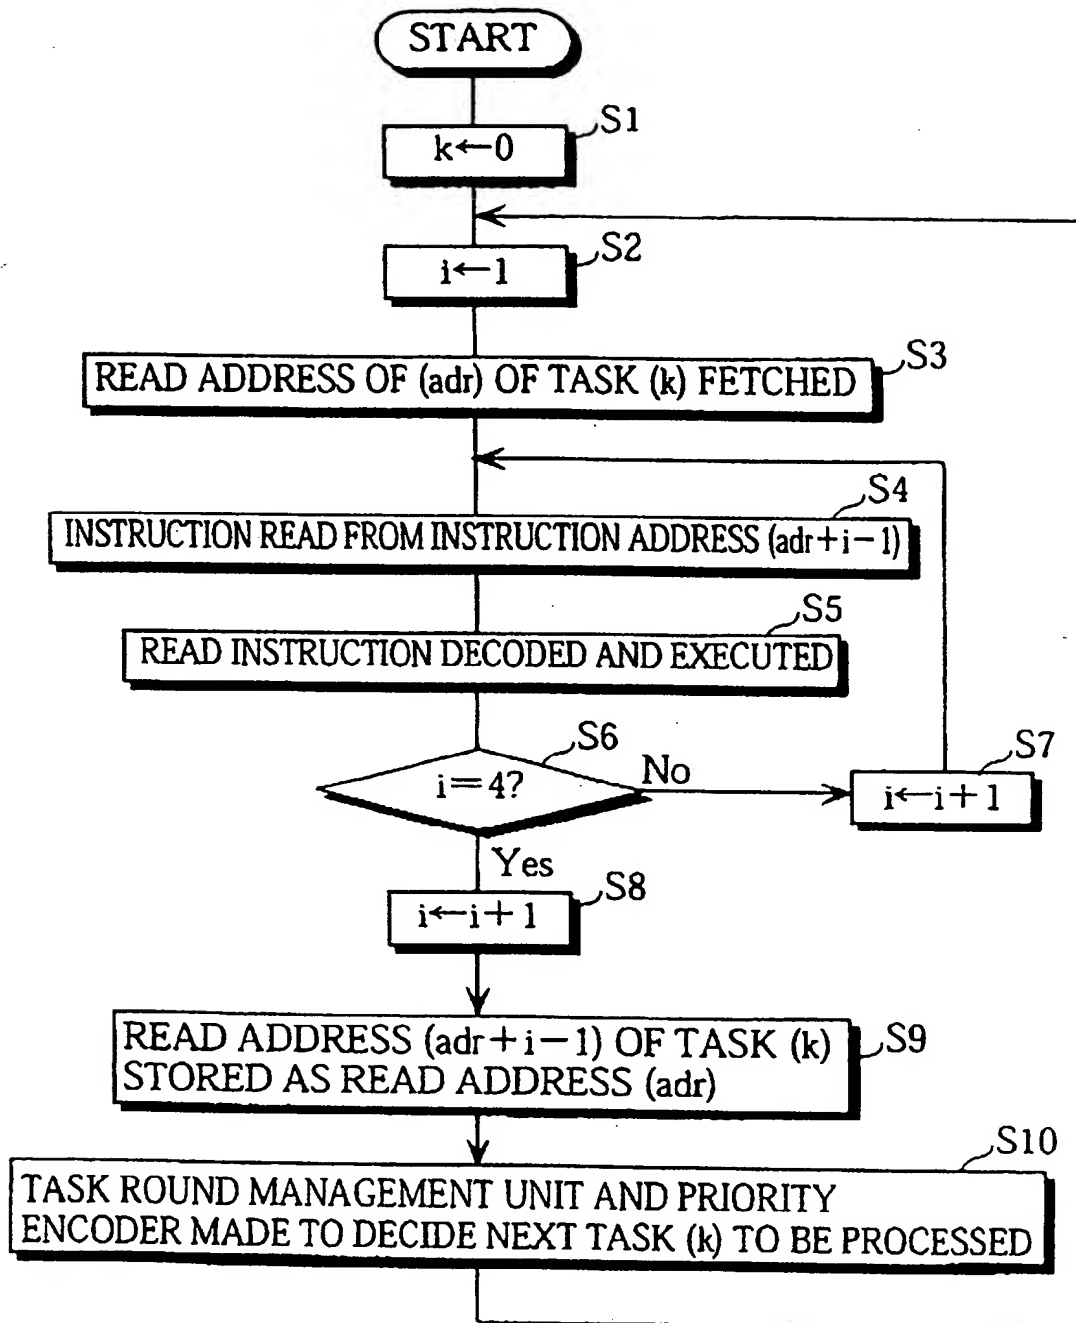 START
S1
k←0
S2
i←1
S3
READ ADDRESS OF (adr) OF TASK (k) FETCHED
S4
INSTRUCTION READ FROM INSTRUCTION ADDRESS (adr+i−1)
S5
READ INSTRUCTION DECODED AND EXECUTED
S6
i=4?
No
S7
i←i+1
Yes
S8
i←i+1
S9
READ ADDRESS (adr+i−1) OF TASK (k)
STORED AS READ ADDRESS (adr)
S10
TASK ROUND MANAGEMENT UNIT AND PRIORITY
ENCODER MADE TO DECIDE NEXT TASK (k) TO BE PROCESSED